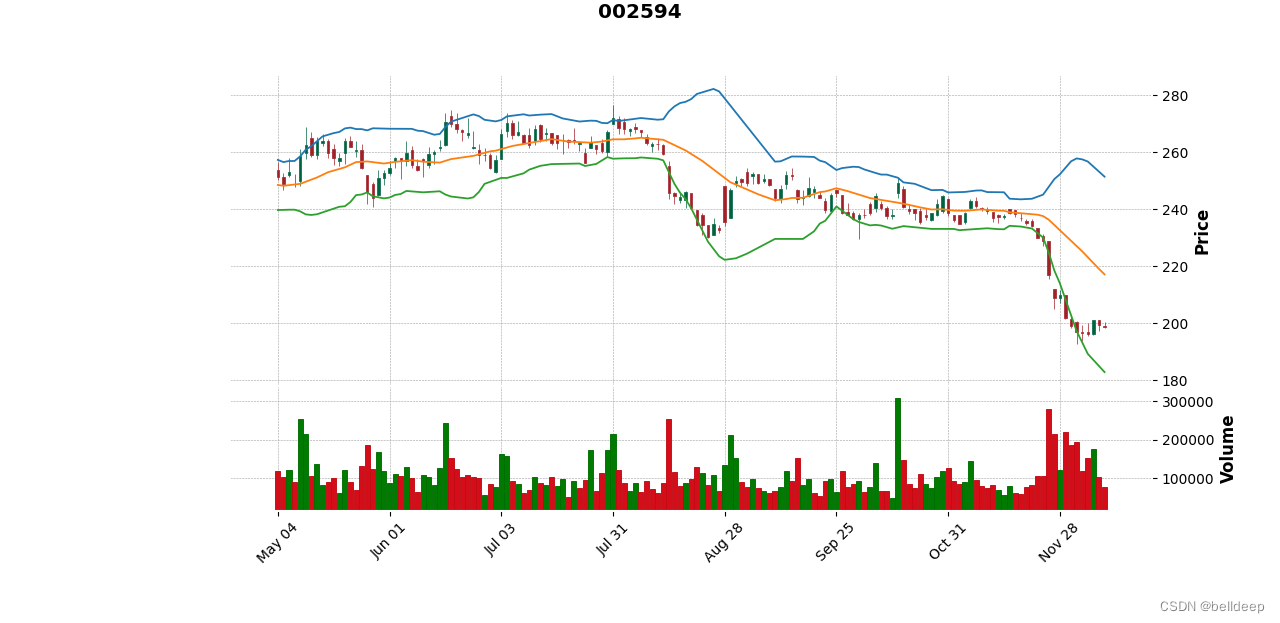 002594
280
260
240
220
200
180
Price
300000
200000
100000
Volume
May 04
Jun 01
Jul 03
Jul 31
Aug 28
Sep 25
Oct 31
Nov 28
CSDN @belldeep